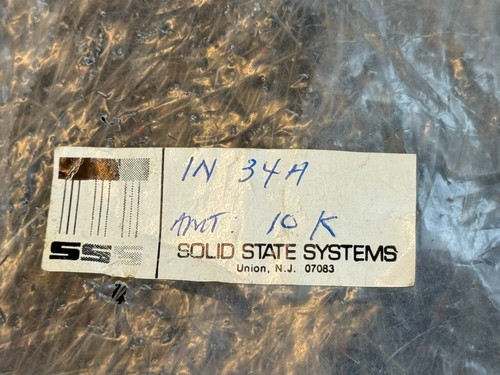 IN 34A
AMT: 10 K
SSS
SOLID STATE SYSTEMS
Union, N.J. 07083